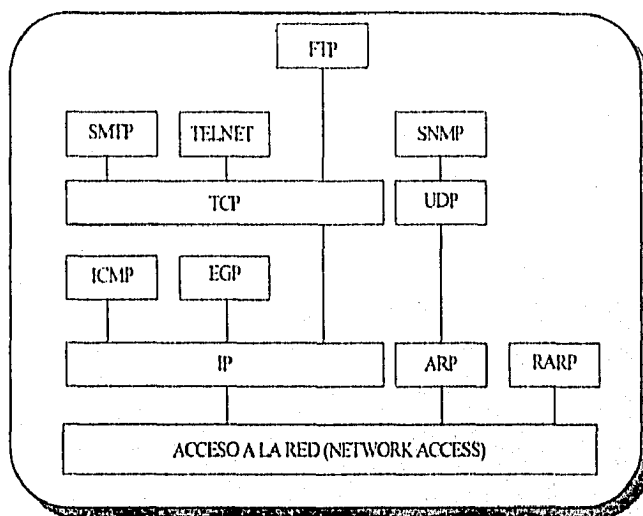 FTP
SMTP TELNET SNMP
TCP UDP
ICMP EGP
IP ARP RARP
ACCESO A LA RED (NETWORK ACCESS)